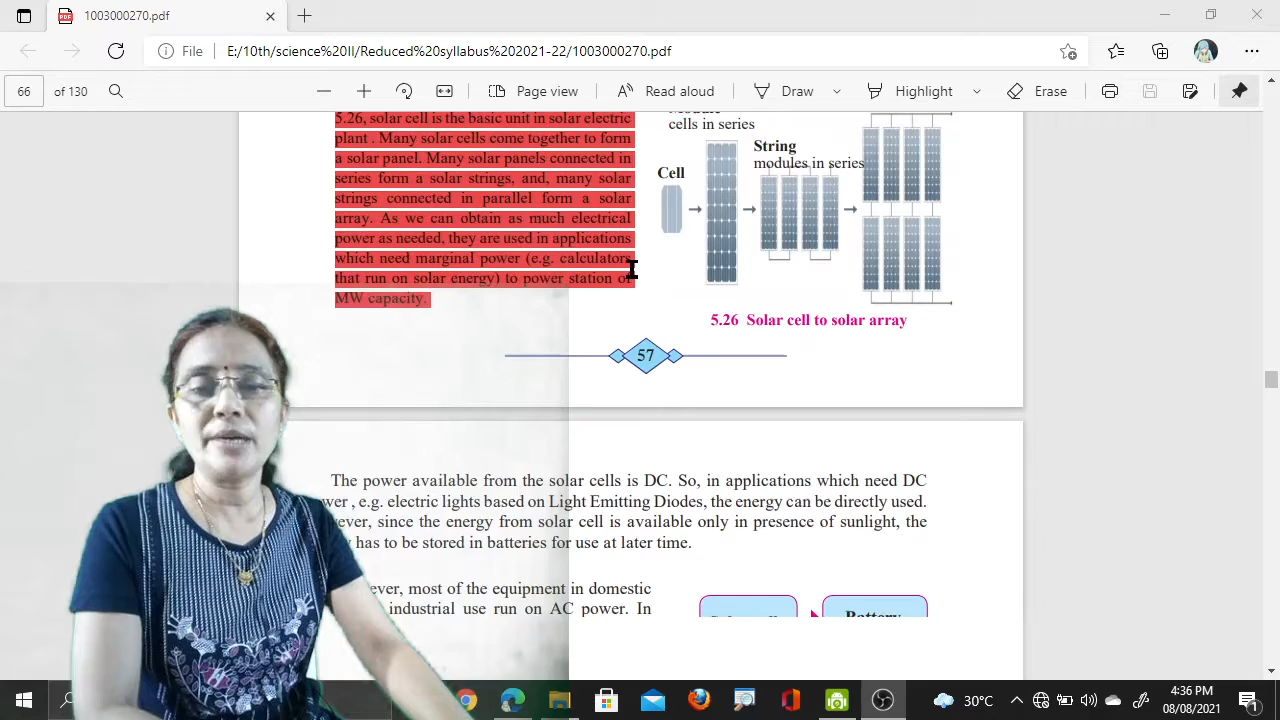 1003000270.pdf
File
E:/10th/science%20II/Reduced%20syllabus%202021-22/1003000270.pdf
66 of 130
Page view
Read aloud
Draw
Highlight
Erase
5.26, solar cell is the basic unit in solar electric
plant . Many solar cells come together to form
a solar panel. Many solar panels connected in
series form a solar strings, and, many solar
strings connected in parallel form a solar
array. As we can obtain as much electrical
power as needed, they are used in applications
which need marginal power (e.g. calculators
that run on solar energy) to power station of
MW capacity.
cells in series
String
modules in series
Cell
5.26 Solar cell to solar array
57
The power available from the solar cells is DC. So, in applications which need DC
wer , e.g. electric lights based on Light Emitting Diodes, the energy can be directly used.
ever, since the energy from solar cell is available only in presence of sunlight, the
has to be stored in batteries for use at later time.
ever, most of the equipment in domestic
industrial use run on AC power. In
Battery
30°C
4:36 PM
08/08/2021
1